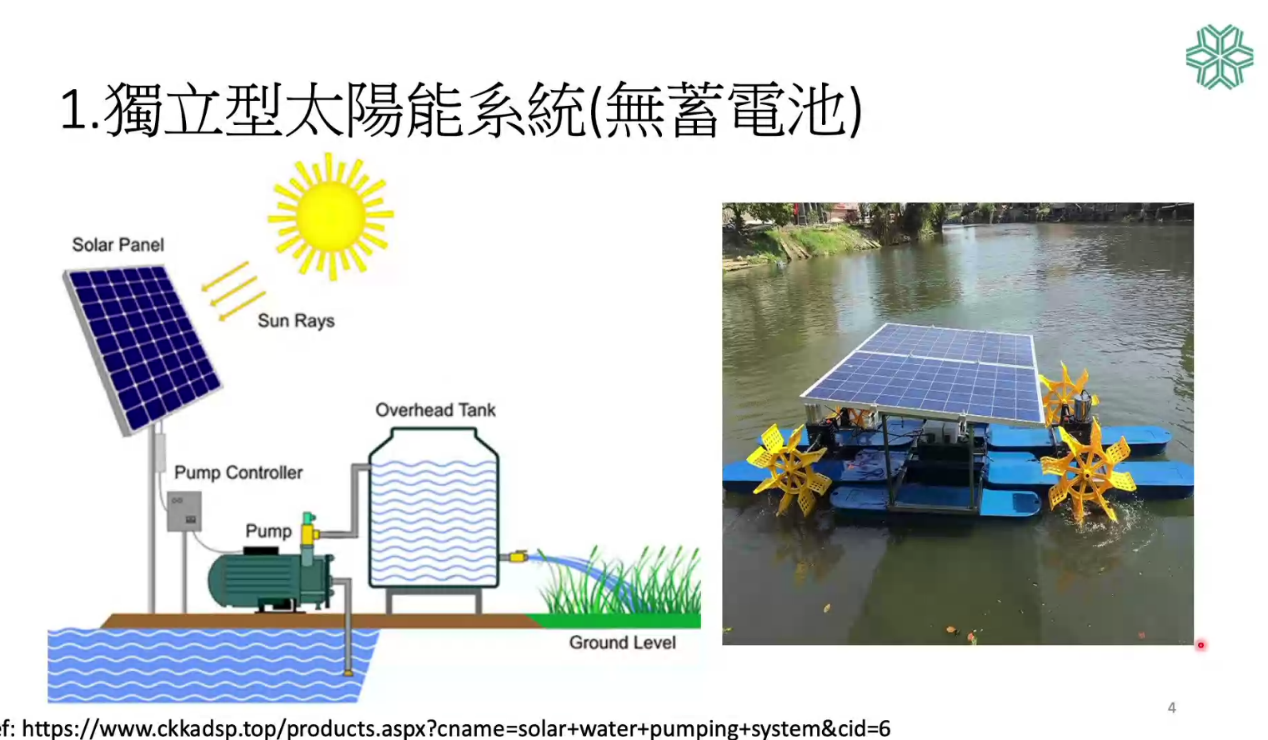 1.獨立型太陽能系統(無蓄電池)
Solar Panel
Sun Rays
Overhead Tank
Pump Controller
Pump
Ground Level
4
ef: https://www.ckkadsp.top/products.aspx?cname=solar+water+pumping+system&cid=6